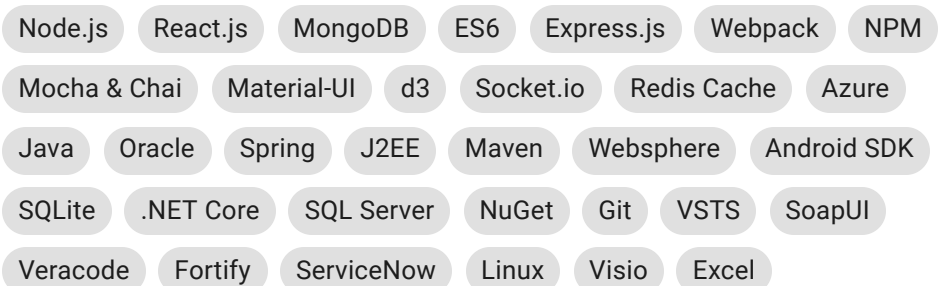 Node.js React.js MongoDB ES6 Express.js Webpack NPM
Mocha & Chai Material-UI d3 Socket.io Redis Cache Azure
Java Oracle Spring J2EE Maven Websphere Android SDK
SQLite .NET Core SQL Server NuGet Git VSTS SoapUI
Veracode Fortify ServiceNow Linux Visio Excel